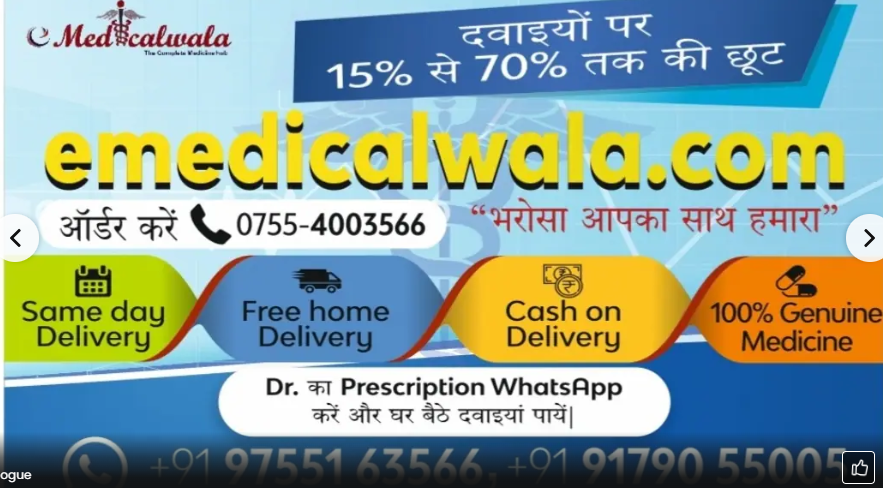 eMedicalwala
The Complete Medicine hub
दवाइयों पर
15% से 70% तक की छूट
emedicalwala.com
ऑर्डर करें 0755-4003566
“भरोसा आपका साथ हमारा”
Same day
Delivery
Free home
Delivery
Cash on
Delivery
100% Genuine
Medicine
Dr. का Prescription WhatsApp
करें और घर बैठे दवाइयां पायें|
+91 97551 63566, +91 91790 55005
ogue